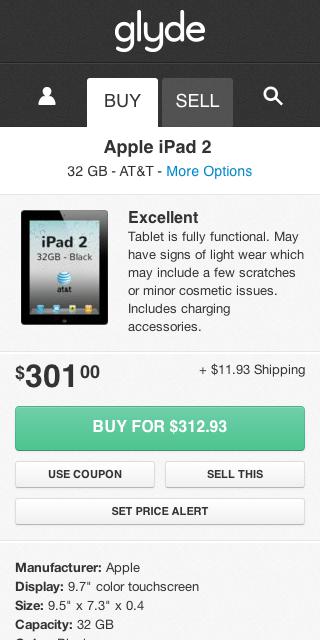 glyde
BUY
SELL
Apple iPad 2
32 GB - AT&T - More Options
iPad 2
32GB - Black
at&t
Excellent
Tablet is fully functional. May
have signs of light wear which
may include a few scratches
or minor cosmetic issues.
Includes charging
accessories.
$301 00
+ $11.93 Shipping
BUY FOR $312.93
USE COUPON
SELL THIS
SET PRICE ALERT
Manufacturer: Apple
Display: 9.7" color touchscreen
Size: 9.5" x 7.3" x 0.4
Capacity: 32 GB